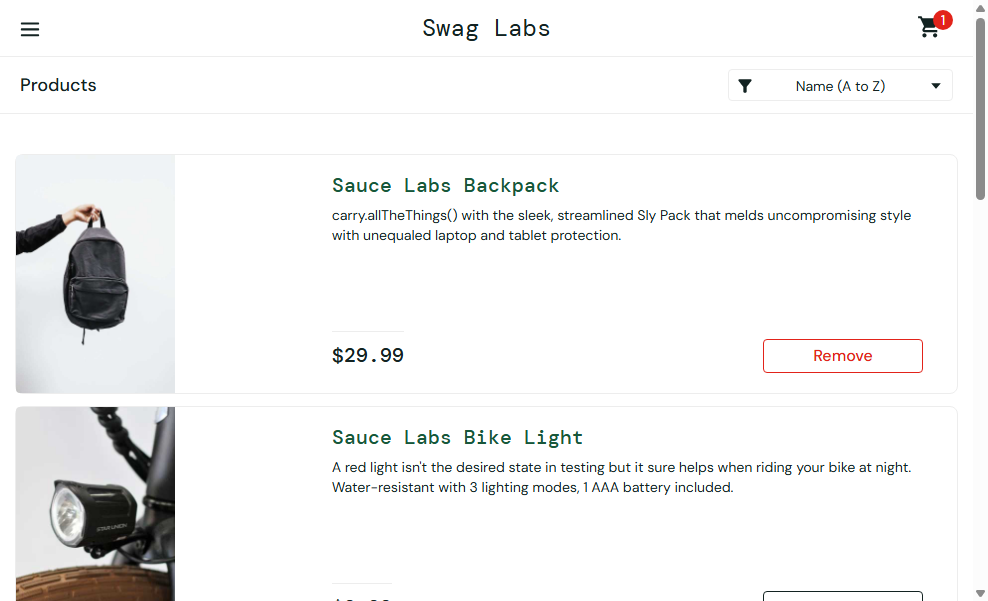 Swag Labs
1
Products
Name (A to Z)
Sauce Labs Backpack
carry.allTheThings() with the sleek, streamlined Sly Pack that melds uncompromising style
with unequaled laptop and tablet protection.
$29.99
Remove
Sauce Labs Bike Light
A red light isn't the desired state in testing but it sure helps when riding your bike at night.
Water-resistant with 3 lighting modes, 1 AAA battery included.